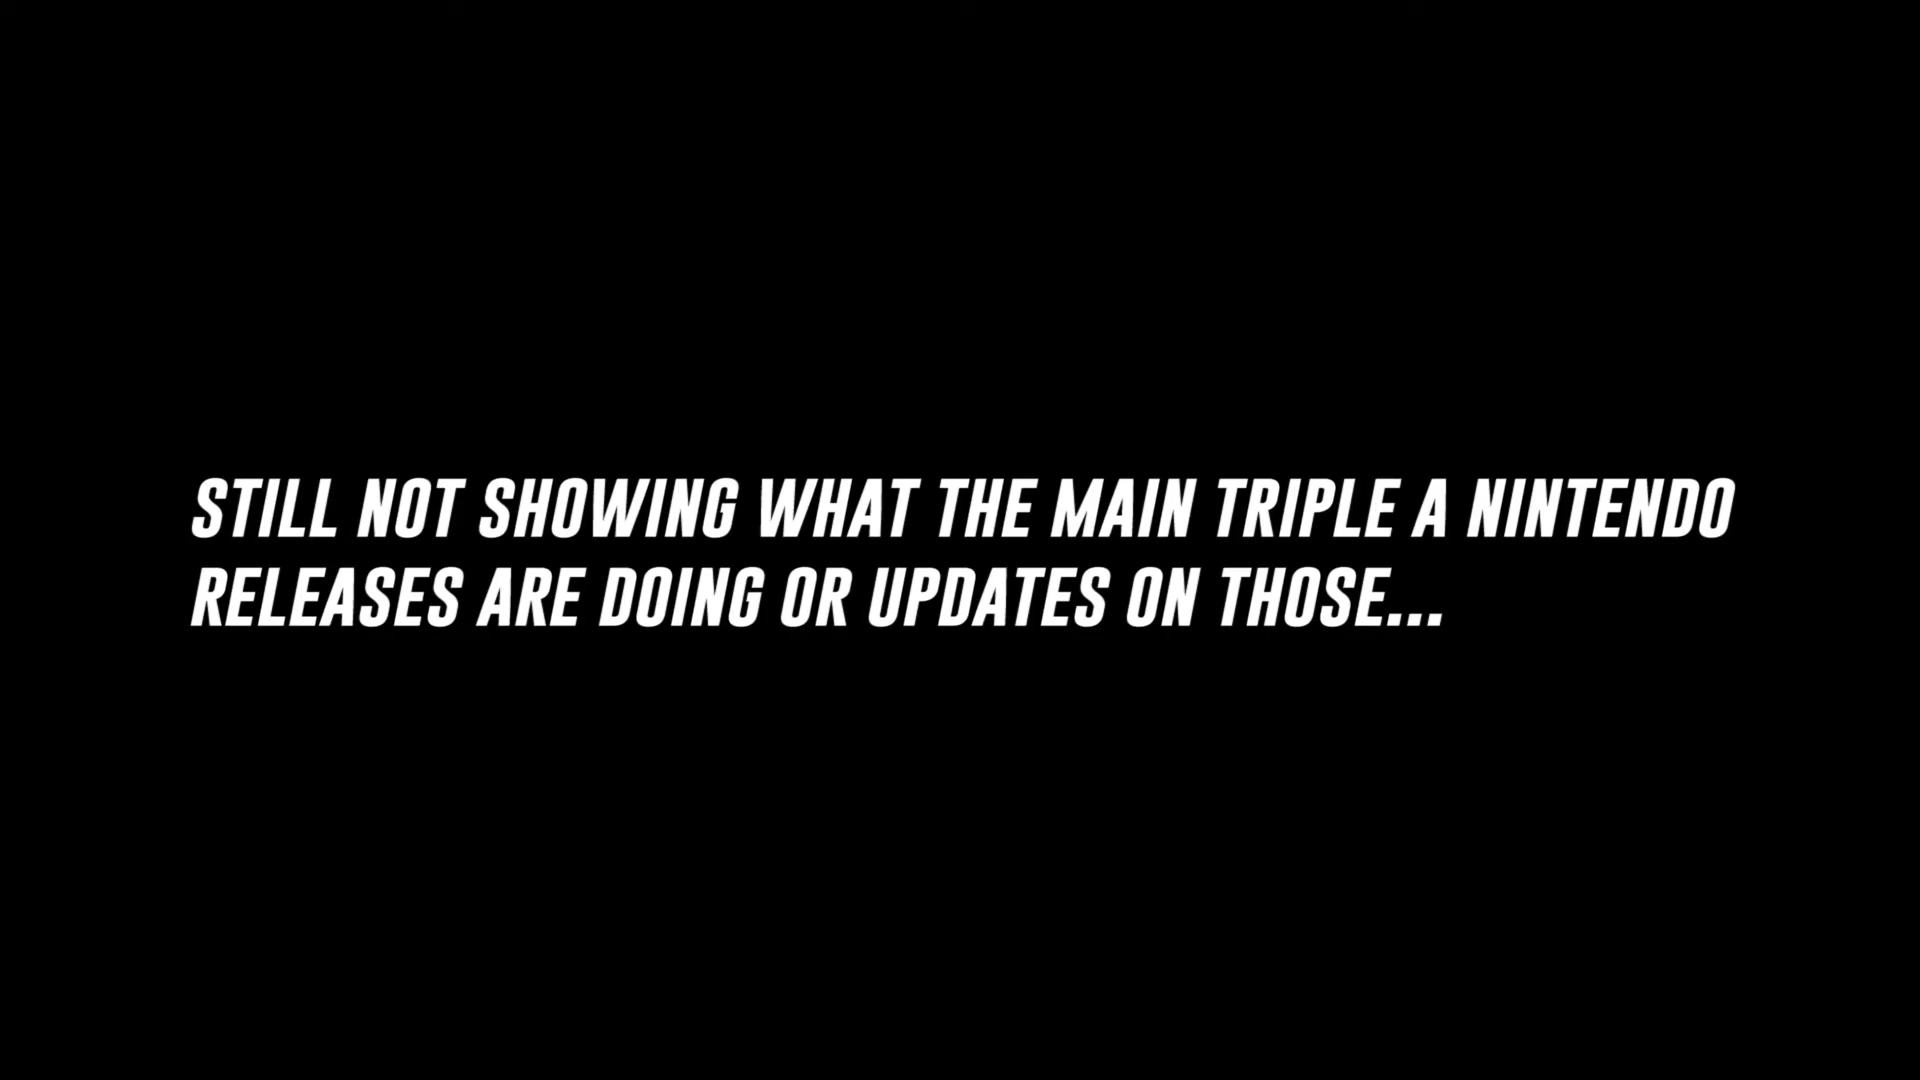 STILL NOT SHOWING WHAT THE MAIN TRIPLE A NINTENDO
RELEASES ARE DOING OR UPDATES ON THOSE...